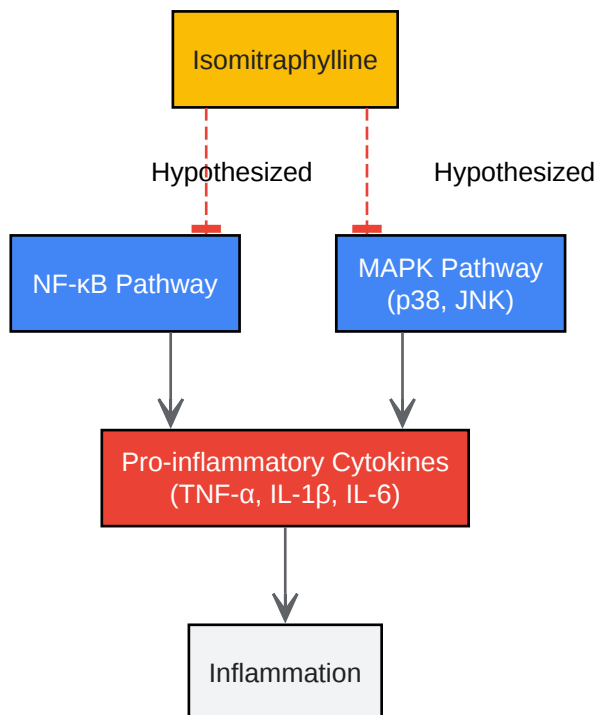 Isomitraphylline
Hypothesized
Hypothesized
NF-κB Pathway
MAPK Pathway
(p38, JNK)
Pro-inflammatory Cytokines
(TNF-α, IL-1β, IL-6)
Inflammation